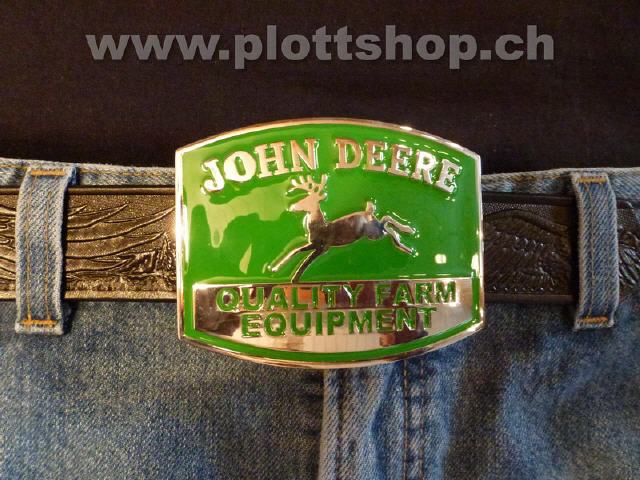 www.plottshop.ch
JOHN DEERE
QUALITY FARM
EQUIPMENT